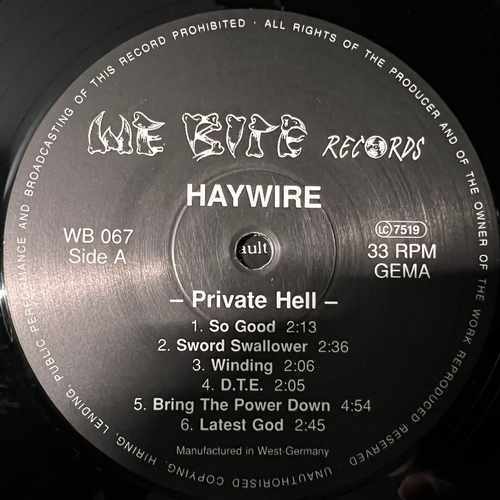 PUBLIC PERFORMANCE AND BROADCASTING OF THIS RECORD PROHIBITED · ALL RIGHTS OF THE PRODUCER AND OF THE OWNER OF THE WORK REPRODUCED RESERVED
UNAUTHORISED COPYING, HIRING, LENDING,
WE BITE RECORDS
HAYWIRE
WB 067
Side A
LC 7519
33 RPM
GEMA
ault
– Private Hell –
1. So Good 2:13
2. Sword Swallower 2:36
3. Winding 2:06
4. D.T.E. 2:05
5. Bring The Power Down 4:54
6. Latest God 2:45
Manufactured in West-Germany